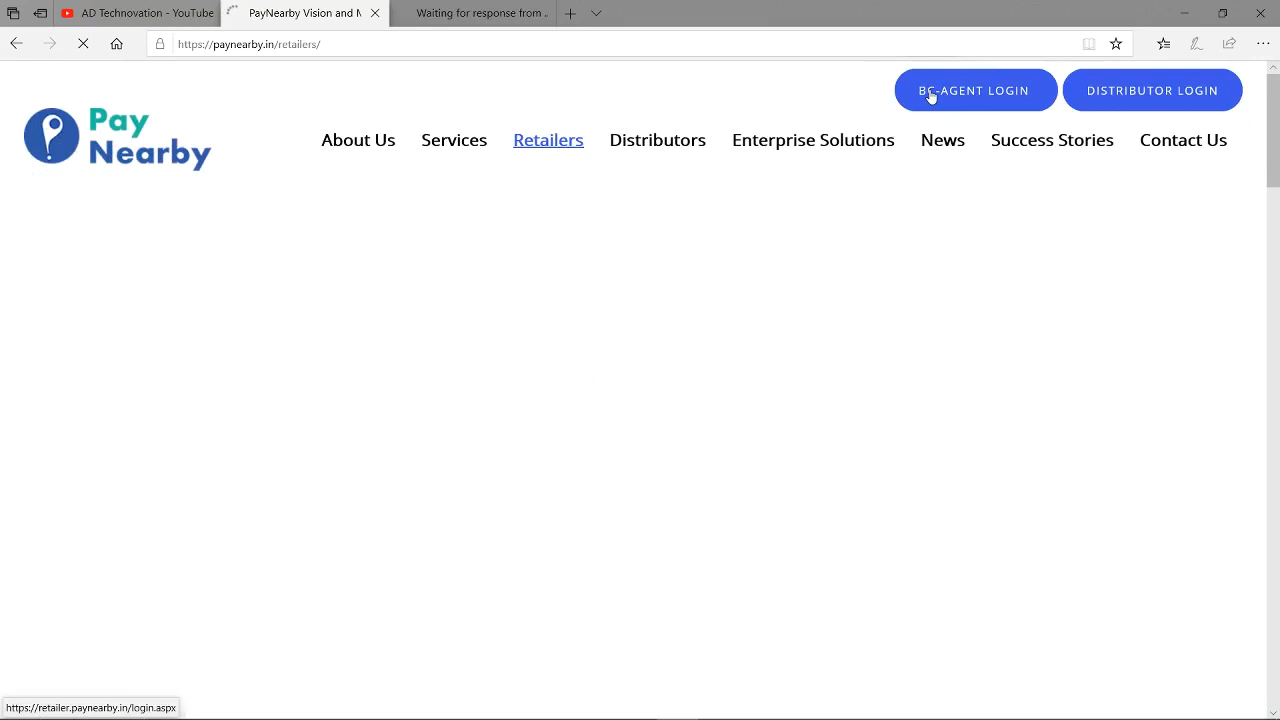 AD Technovation - YouTube
PayNearby Vision and M
Waiting for response from .
https://paynearby.in/retailers/
BC-AGENT LOGIN
DISTRIBUTOR LOGIN
Pay
Nearby
About Us
Services
Retailers
Distributors
Enterprise Solutions
News
Success Stories
Contact Us
https://retailer.paynearby.in/login.aspx